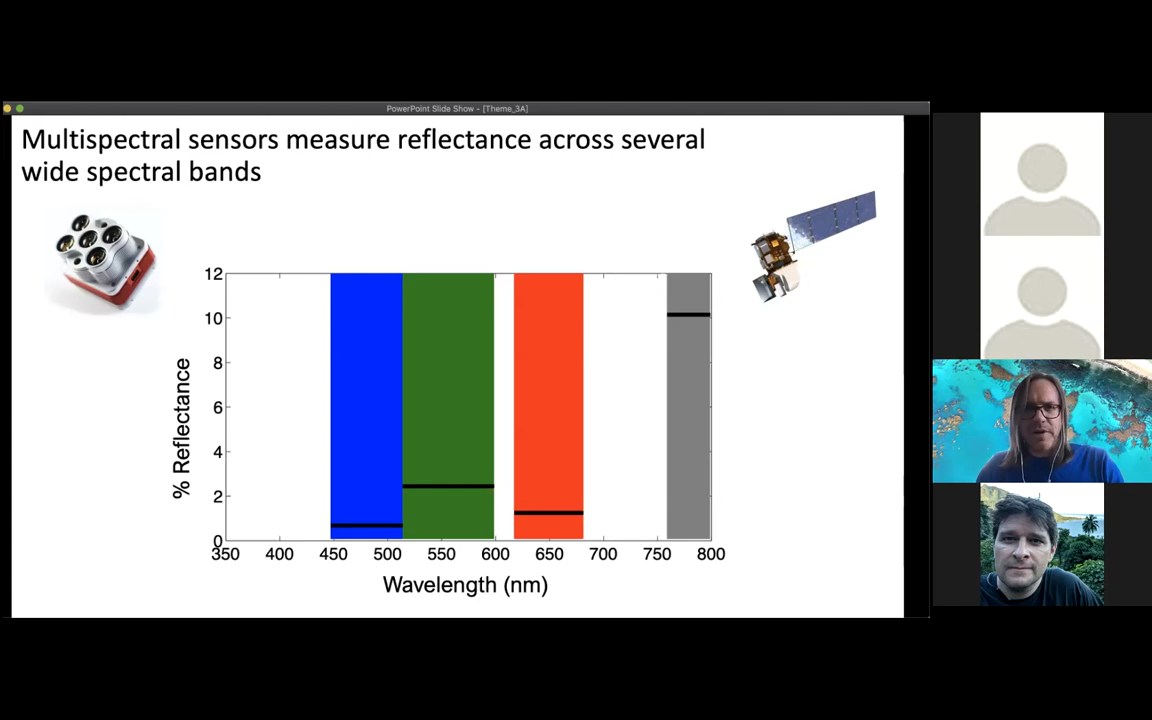 PowerPoint Slide Show - [Theme_3A]
Multispectral sensors measure reflectance across several
wide spectral bands
12
10
8
6
4
2
0
% Reflectance
350 400 450 500 550 600 650 700 750 800
Wavelength (nm)